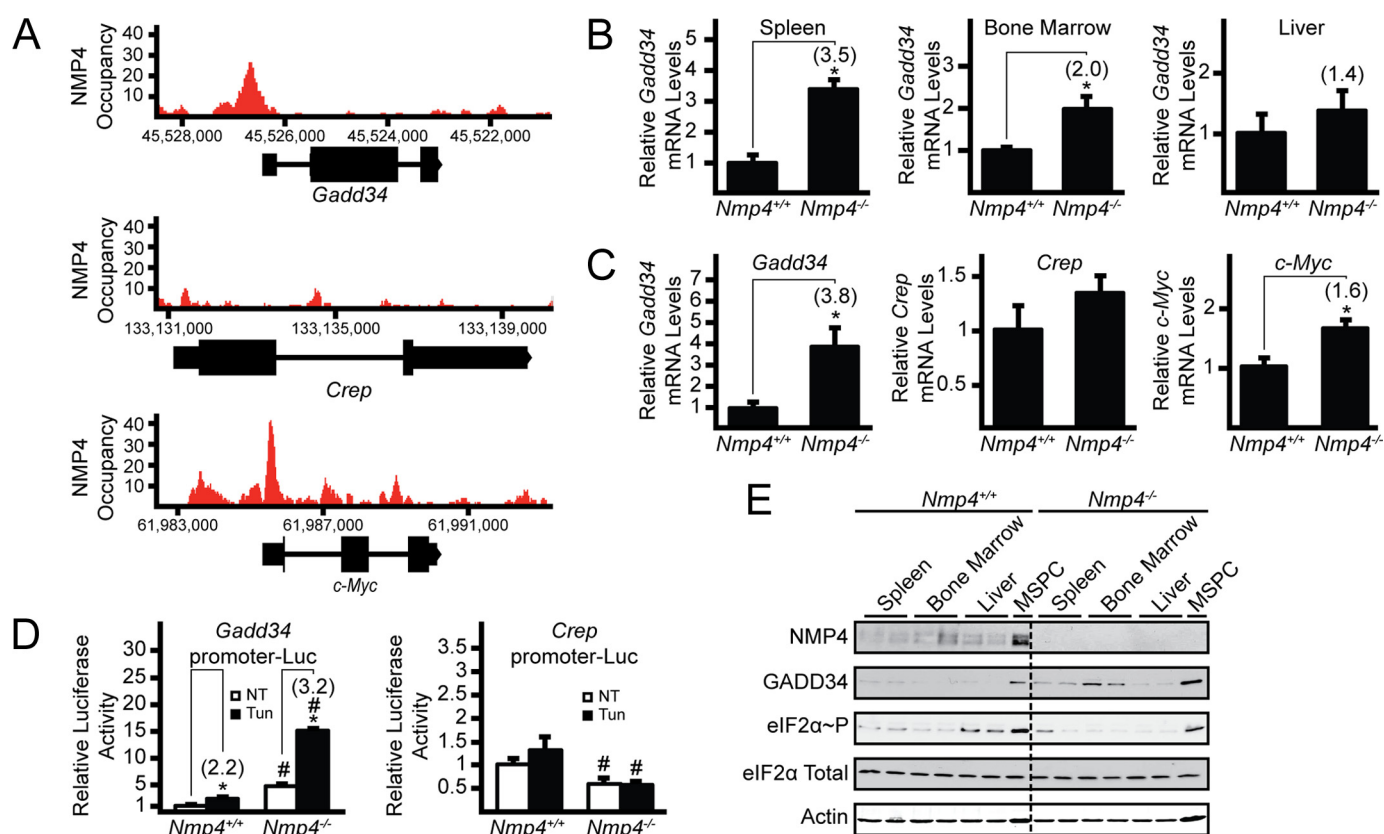 A
NMP4
Occupancy
40
30
20
10
45,528,000
45,526,000
45,524,000
45,522,000
Gadd34
NMP4
Occupancy
40
30
20
10
133,131,000
133,135,000
133,139,000
Crep
NMP4
Occupancy
40
30
20
10
61,983,000
61,987,000
61,991,000
c-Myc
B
Spleen
Relative Gadd34
mRNA Levels
5
4
3
2
1
(3.5)
*
Nmp4+/+
Nmp4-/-
Bone Marrow
Relative Gadd34
mRNA Levels
3
2
1
(2.0)
*
Nmp4+/+
Nmp4-/-
Liver
Relative Gadd34
mRNA Levels
2
1
(1.4)
Nmp4+/+
Nmp4-/-
C
Gadd34
Relative Gadd34
mRNA Levels
7
6
5
4
3
2
1
(3.8)
*
Nmp4+/+
Nmp4-/-
Crep
Relative Crep
mRNA Levels
1.5
1
0.5
Nmp4+/+
Nmp4-/-
c-Myc
Relative c-Myc
mRNA Levels
2
1
(1.6)
*
Nmp4+/+
Nmp4-/-
D
Gadd34
promoter-Luc
Relative Luciferase
Activity
30
25
20
15
10
5
1
NT
Tun
(2.2)
*
#
(3.2)
#
*
Nmp4+/+
Nmp4-/-
Crep
promoter-Luc
Relative Luciferase
Activity
3.5
3
2.5
2
1.5
1
0.5
NT
Tun
# #
Nmp4+/+
Nmp4-/-
E
Nmp4+/+
Nmp4-/-
Spleen
Bone Marrow
Liver
MSPC
Spleen
Bone Marrow
Liver
MSPC
NMP4
GADD34
eIF2α~P
eIF2α Total
Actin